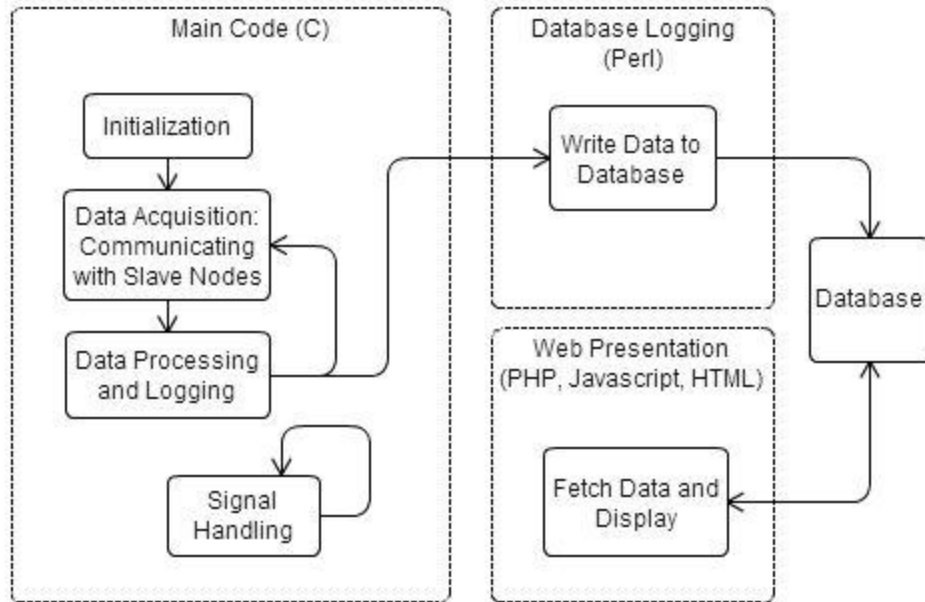 Main Code (C)
Initialization
Data Acquisition:
Communicating
with Slave Nodes
Data Processing
and Logging
Signal
Handling
Database Logging
(Perl)
Write Data to
Database
Database
Web Presentation
(PHP, Javascript, HTML)
Fetch Data and
Display